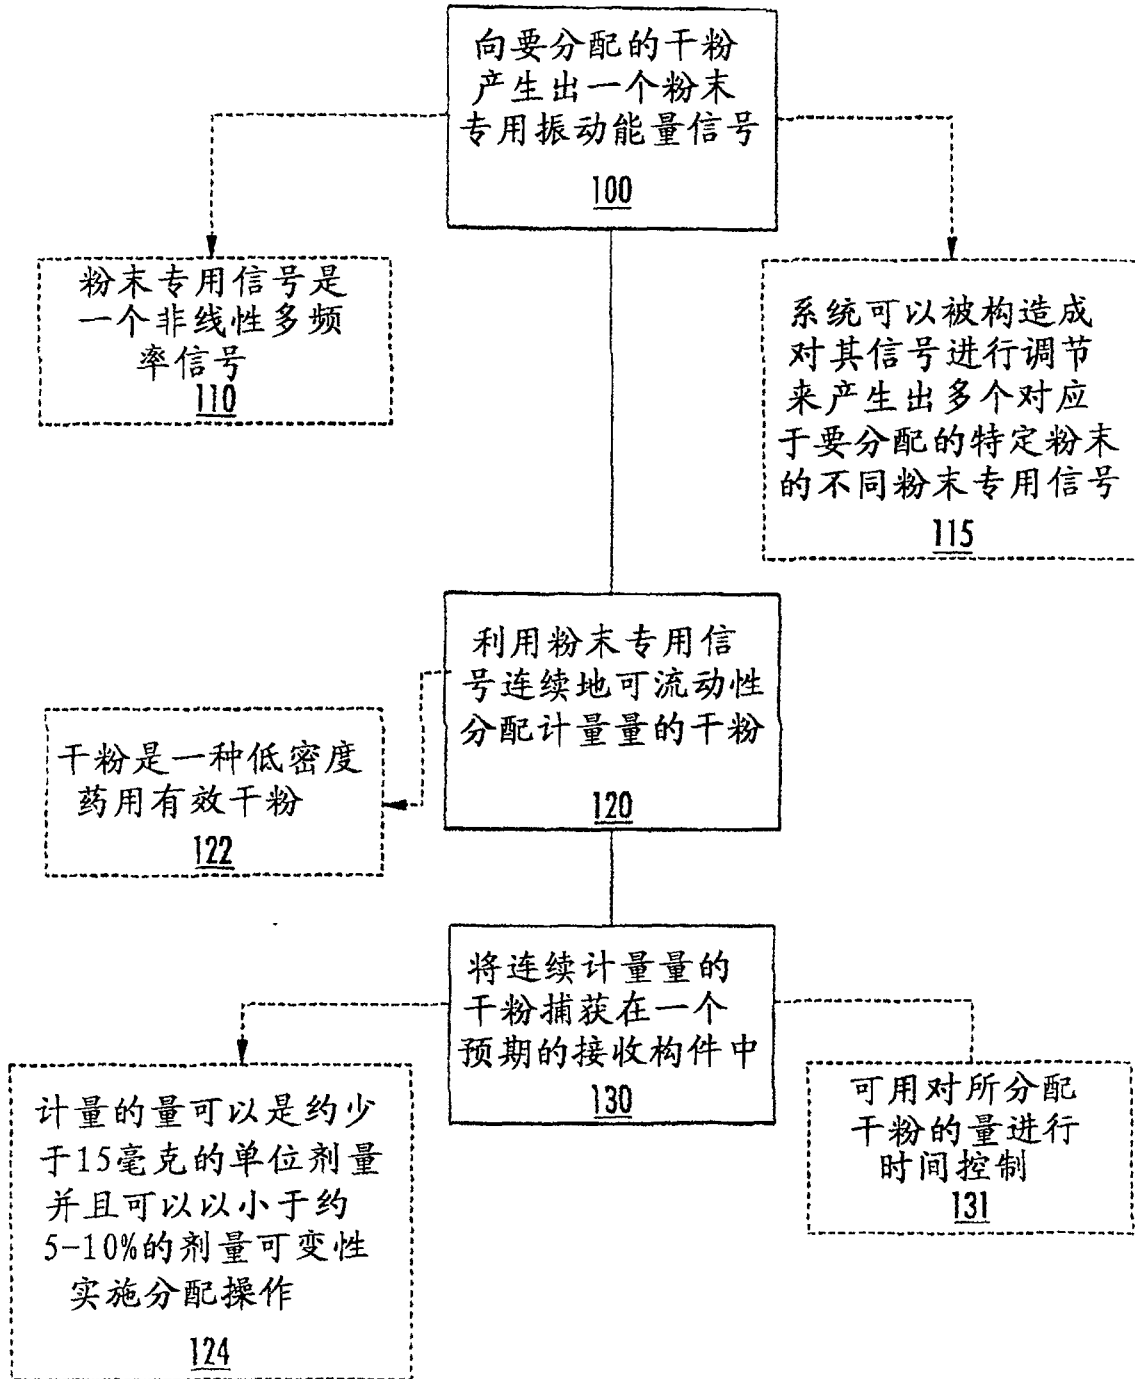 向要分配的干粉
产生出一个粉末
专用振动能量信号
100
粉末专用信号是
一个非线性多频
率信号
110
系统可以被构造成
对其信号进行调节
来产生出多个对应
于要分配的特定粉末
的不同粉末专用信号
115
利用粉末专用信
号连续地可流动性
分配计量量的干粉
120
干粉是一种低密度
药用有效干粉
122
将连续计量量的
干粉捕获在一个
预期的接收构件中
130
计量的量可以是约少
于15毫克的单位剂量
并且可以以小于约
5-10%的剂量可变性
实施分配操作
124
可用对所分配
干粉的量进行
时间控制
131